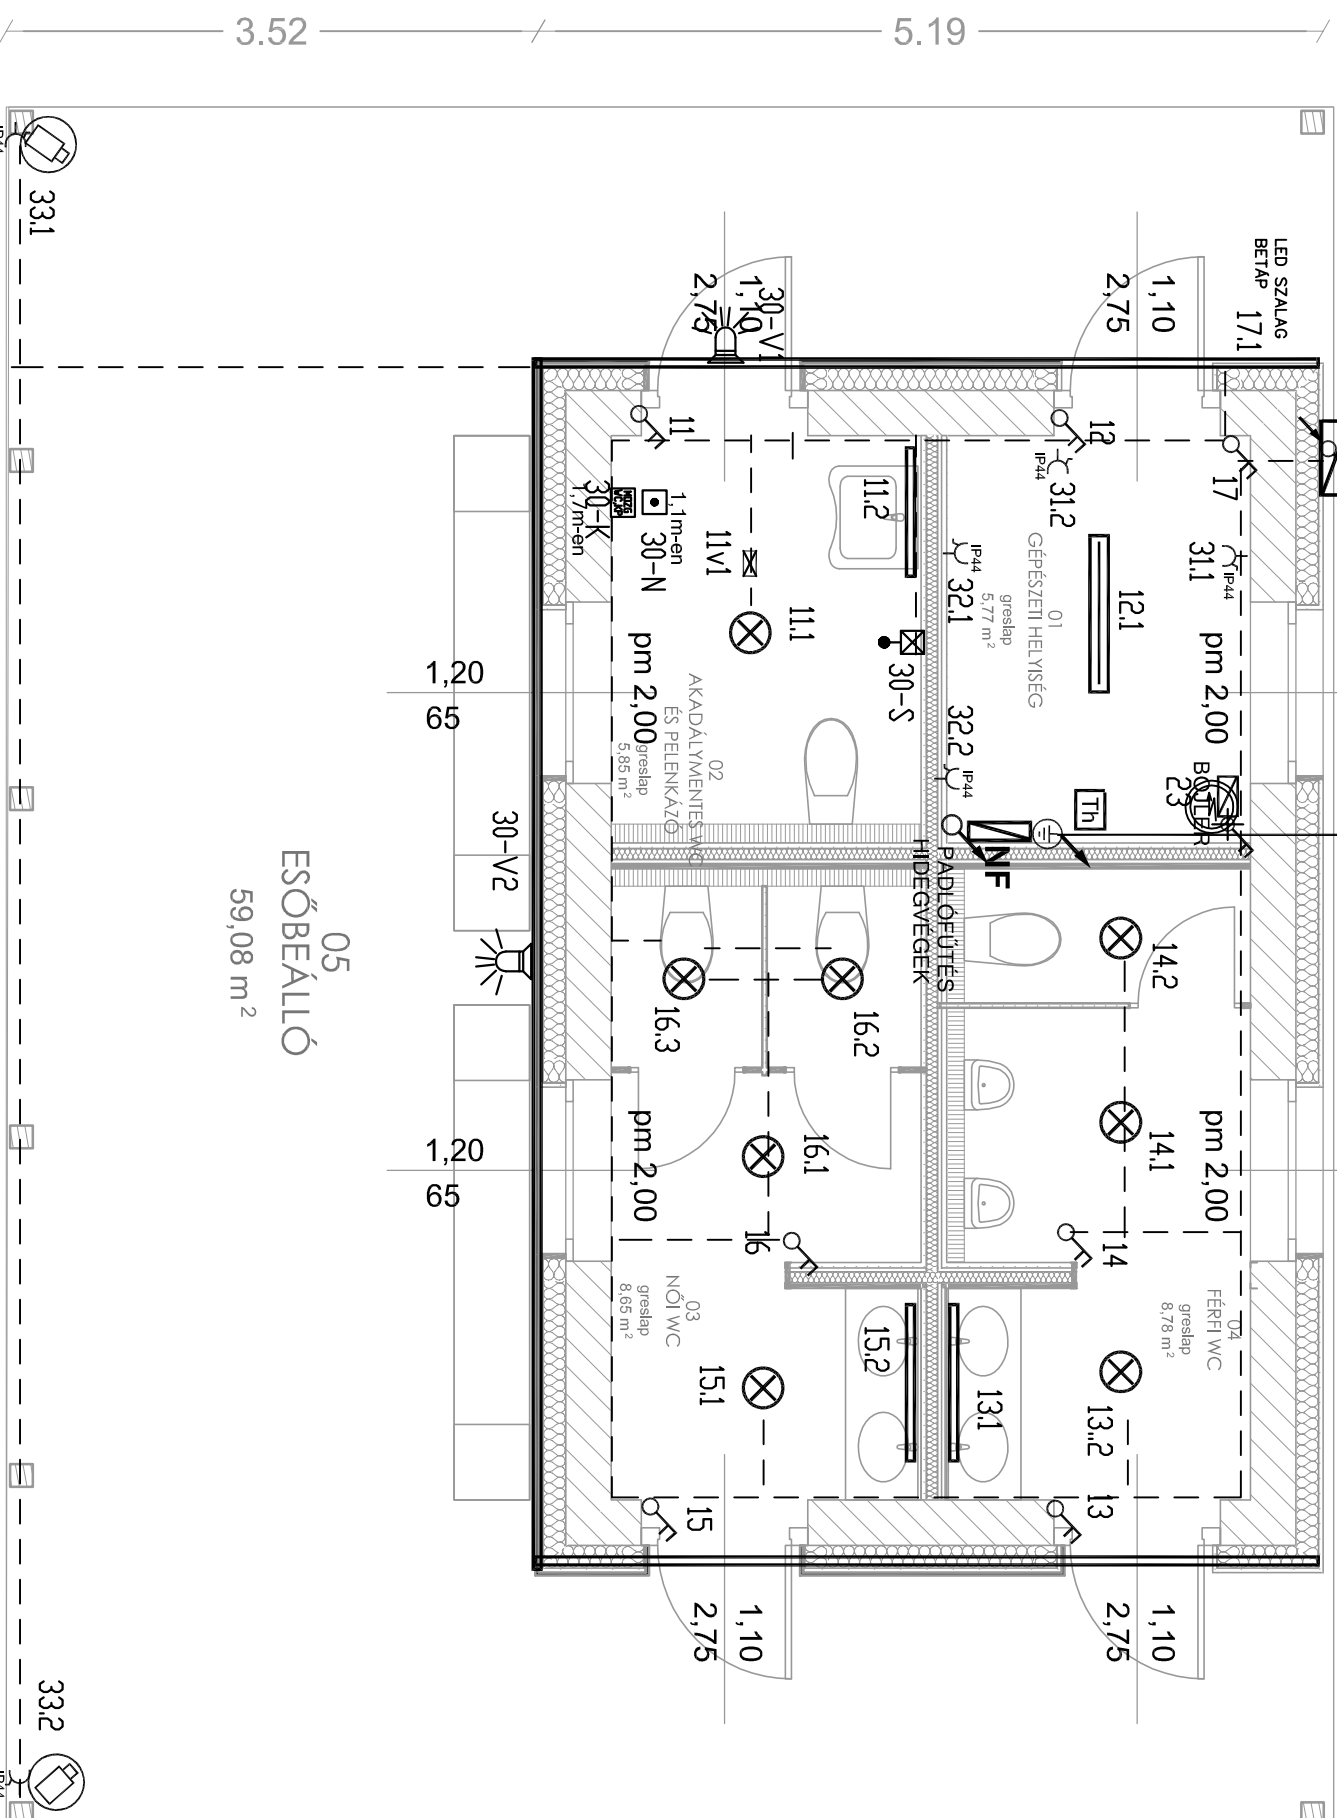 3.52
5.19
33.1
IP44
LED SZALAG
BETÁP
17.1
1,10
2,75
1,10
2,75
30-V1
11
12
17
IP44
31.2
31.1
IP44
11.2
30-K
1,7m-en
1,1m-en
30-N
11v1
11.1
IP44
32.1
01
GÉPÉSZETI HELYISÉG
greslap
5,77 m²
12.1
pm 2,00
pm 2,00
30-S
1,20
65
02
AKADÁLYMENTES WC
ÉS PELENKÁZÓ
greslap
5,85 m²
32.2
IP44
Th
BOJLER
23
NF
PADLÓFŰTÉS
HIDEGVÉGEK
30-V2
05
ESŐBEÁLLÓ
59,08 m²
14.2
16.3
16.2
16.1
14.1
pm 2,00
pm 2,00
1,20
65
16
14
03
NŐI WC
greslap
8,65 m²
04
FÉRFI WC
greslap
8,78 m²
15.2
15.1
13.1
13..2
15
13
1,10
2,75
1,10
2,75
33.2
IP44